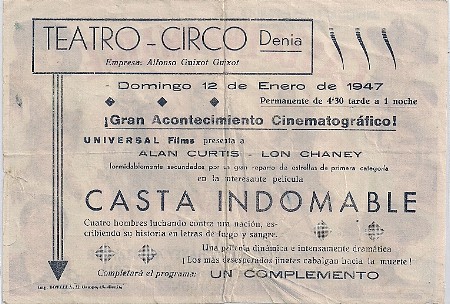 TEATRO - CIRCO Denia
Empresa: Alfonso Guixot Guixot
Domingo 12 de Enero de 1947
Permanente de 4'30 tarde a 1 noche
¡Gran Acontecimiento Cinematográfico!
UNIVERSAL Films presenta a
ALAN CURTIS - LON CHANEY
formidablemente secundados por un gran reparto de estrellas de primera categoría
en la interesante película
CASTA INDOMABLE
Cuatro hombres luchando contra una nación, es-
cribiendo su historia en letras de fuego y sangre.
Una película dinámica e intensamente dramática
¡Los más desesperados jinetes cabalgan hacia la muerte!
Completará el programa: UN COMPLEMENTO
Imp. BOTELLA,